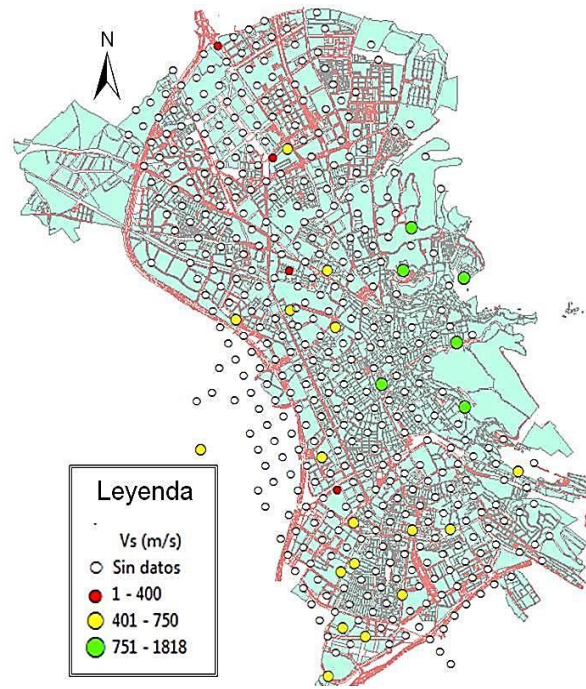 N
Leyenda
Vs (m/s)
Sin datos
1 - 400
401 - 750
751 - 1818